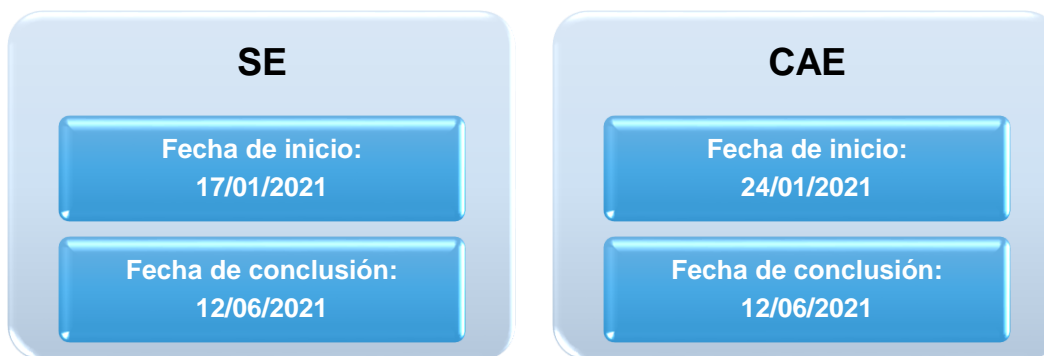 SE
Fecha de inicio:
17/01/2021
Fecha de conclusión:
12/06/2021
CAE
Fecha de inicio:
24/01/2021
Fecha de conclusión:
12/06/2021